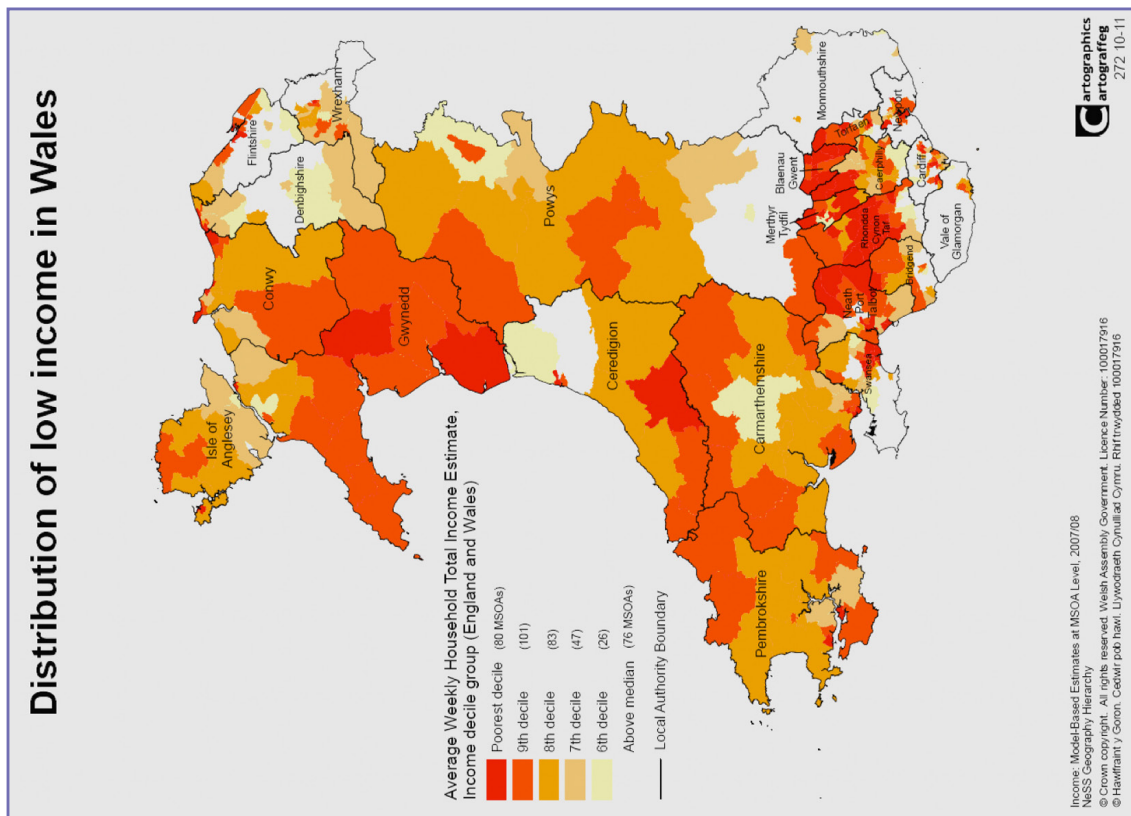 Distribution of low income in Wales
Average Weekly Household Total Income Estimate,
Income decile group (England and Wales)
Poorest decile (80 MSOAs)
9th decile (101)
8th decile (83)
7th decile (47)
6th decile (26)
Above median (76 MSOAs)
Local Authority Boundary
Isle of
Anglesey
Conwy
Gwynedd
Denbighshire
Flintshire
Wrexham
Powys
Ceredigion
Pembrokshire
Carmarthernshire
Swansea
Neath
Port
Talbot
Bridgend
Rhondda
Cynon
Taf
Merthyr
Tydfil
Blaenau
Gwent
Caerphilly
Torfaen
Monmouthshire
Newport
Cardiff
Vale of
Glamorgan
Income: Model-Based Estimates at MSOA Level, 2007/08
NeSS Geography Hierarchy
© Crown copyright. All rights reserved. Welsh Assembly Government. Licence Number: 100017916
© Hawlfraint y Goron. Cedwir pob hawl. Llywodraeth Cynulliad Cymru. Rhif trwydded 100017916
Cartographics
artograffeg
272 10-11